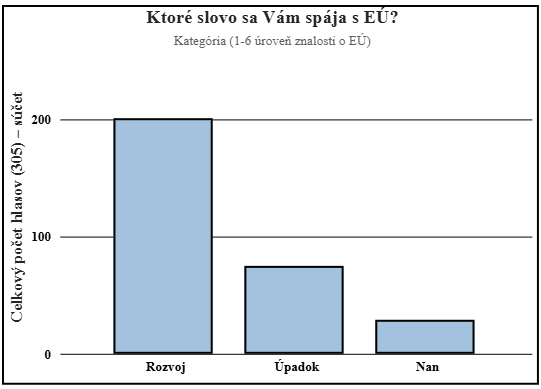 Ktoré slovo sa Vám spája s EÚ?
Kategória (1-6 úroveň znalosti o EÚ)
Celkový počet hlasov (305) – súčet
200
100
0
Rozvoj
Úpadok
Nan